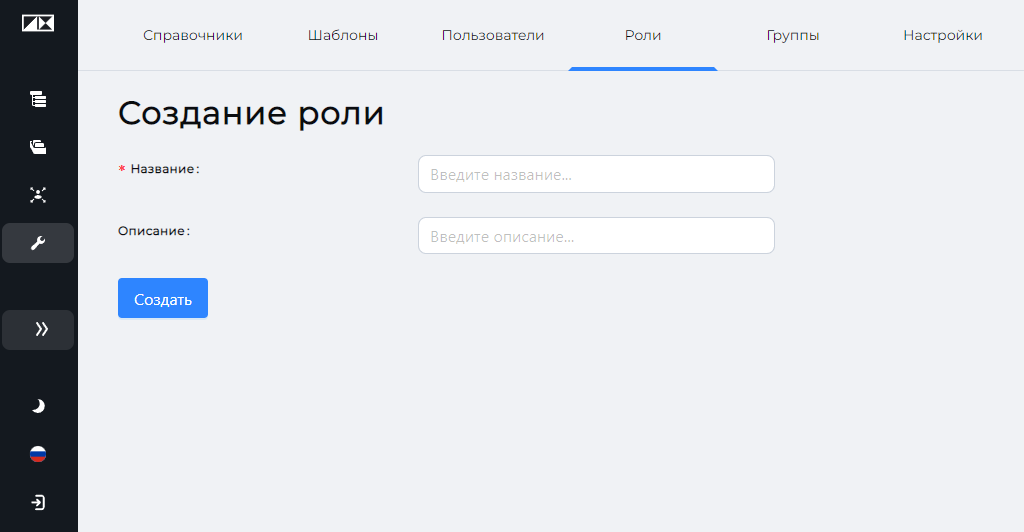 Справочники
Шаблоны
Пользователи
Роли
Группы
Настройки
Создание роли
* Название:
Введите название...
Описание:
Введите описание...
Создать